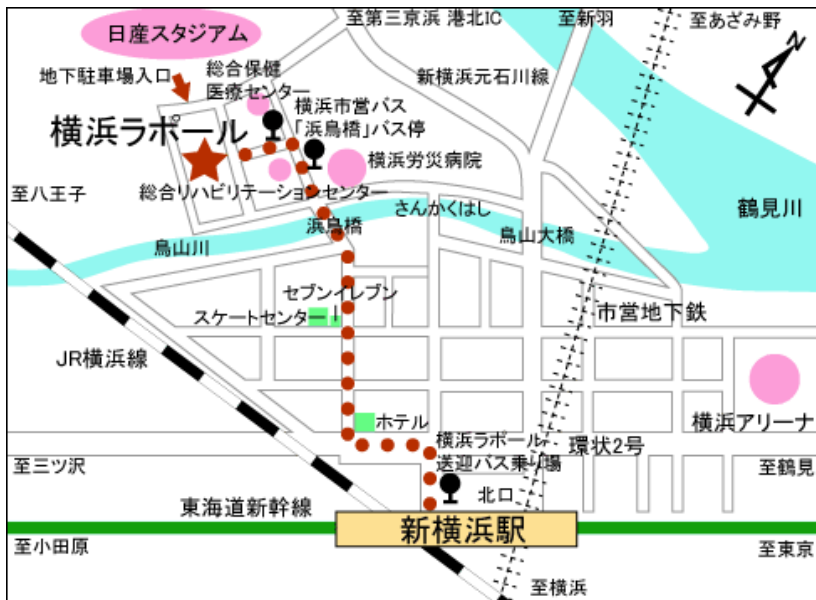 至第三京浜 港北IC
至新羽
至あざみ野
日産スタジアム
N
地下駐車場入口
総合保健
医療センター
新横浜元石川線
横浜市営バス
「浜鳥橋」バス停
横浜ラポール
横浜労災病院
至八王子
総合リハビリテーションセンター
さんかくはし
鶴見川
浜鳥橋
鳥山川
鳥山大橋
セブンイレブン
スケートセンター
市営地下鉄
JR横浜線
ホテル
横浜アリーナ
横浜ラポール
送迎バス乗り場
環状2号
至三ツ沢
至鶴見
北口
東海道新幹線
新横浜駅
至小田原
至東京
至横浜